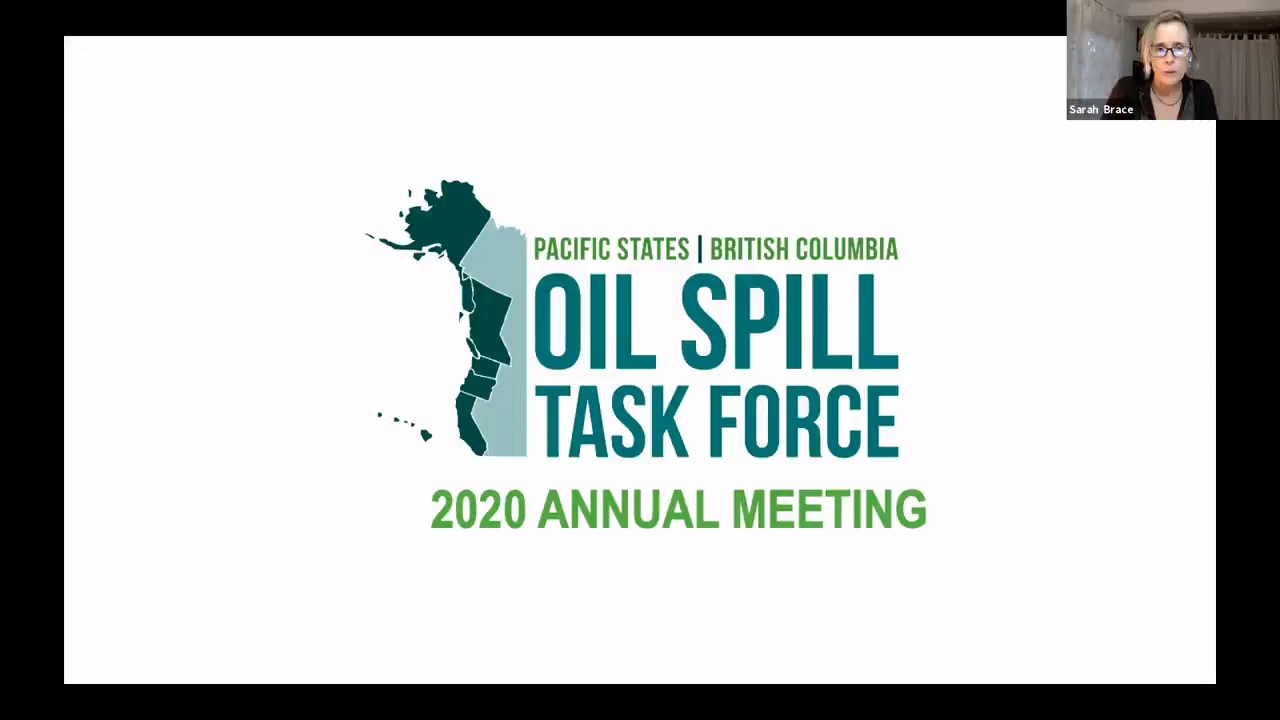 Sarah Brace
PACIFIC STATES | BRITISH COLUMBIA
OIL SPILL
TASK FORCE
2020 ANNUAL MEETING